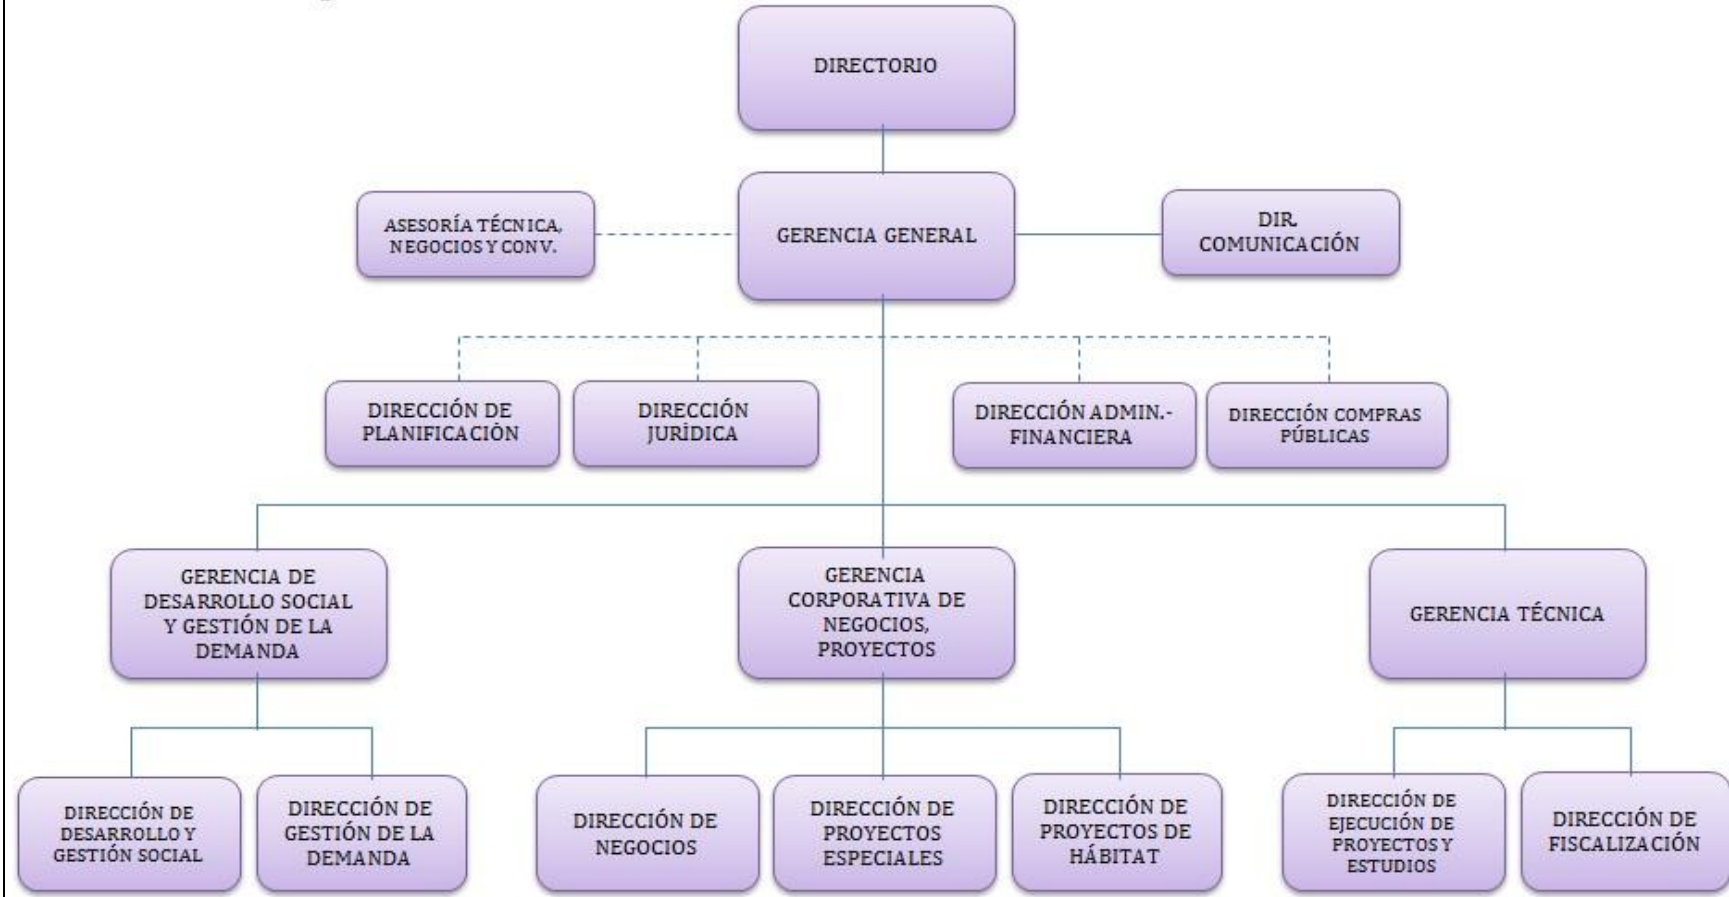 DIRECTORIO
ASESORÍA TÉCNICA,
NEGOCIOS Y CONV.
GERENCIA GENERAL
DIR.
COMUNICACIÓN
DIRECCIÓN DE
PLANIFICACIÓN
DIRECCIÓN
JURÍDICA
DIRECCIÓN ADMIN.-
FINANCIERA
DIRECCIÓN COMPRAS
PÚBLICAS
GERENCIA DE
DESARROLLO SOCIAL
Y GESTIÓN DE LA
DEMANDA
GERENCIA
CORPORATIVA DE
NEGOCIOS,
PROYECTOS
GERENCIA TÉCNICA
DIRECCIÓN DE
DESARROLLO Y
GESTIÓN SOCIAL
DIRECCIÓN DE
GESTIÓN DE LA
DEMANDA
DIRECCIÓN DE
NEGOCIOS
DIRECCIÓN DE
PROYECTOS
ESPECIALES
DIRECCIÓN DE
PROYECTOS DE
HÁBITAT
DIRECCIÓN DE
EJECUCIÓN DE
PROYECTOS Y
ESTUDIOS
DIRECCIÓN DE
FISCALIZACIÓN